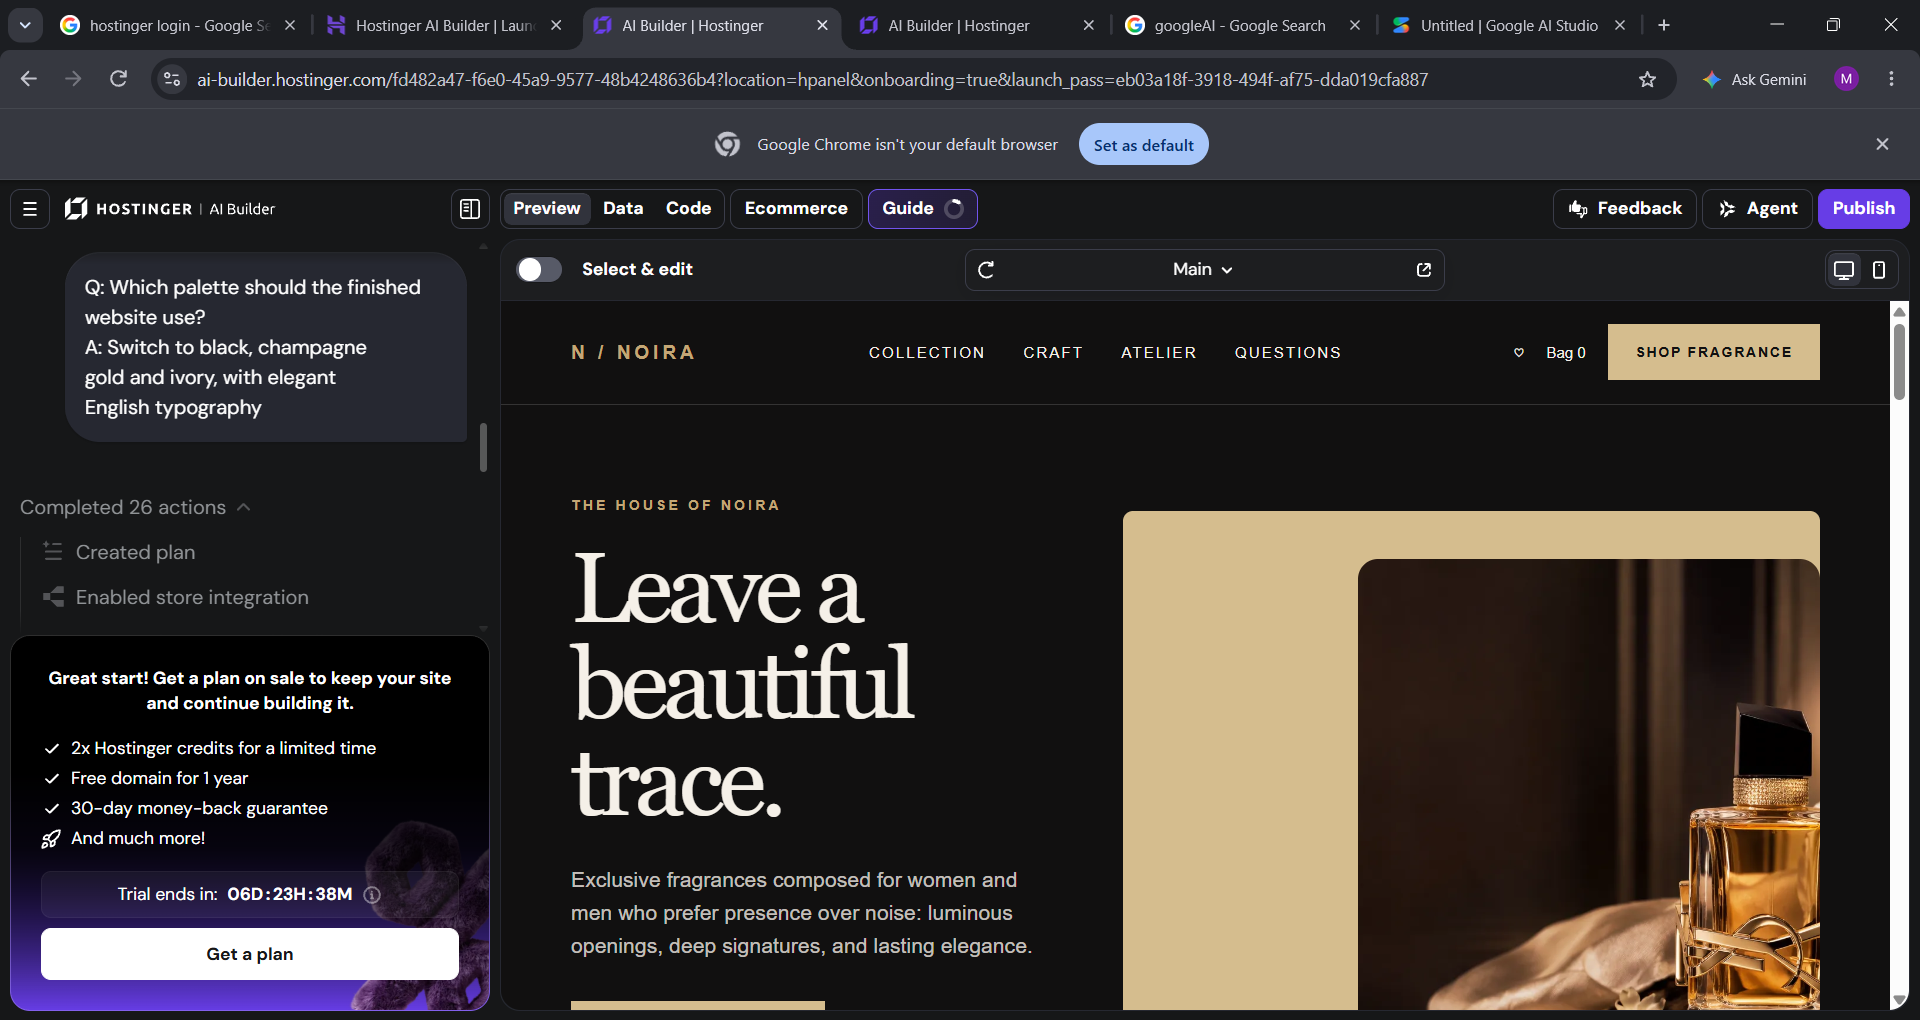 hostinger login - Google Se
Hostinger AI Builder | Laun
AI Builder | Hostinger
AI Builder | Hostinger
googleAI - Google Search
Untitled | Google AI Studio
ai-builder.hostinger.com/fd482a47-f6e0-45a9-9577-48b4248636b4?location=hpanel&onboarding=true&launch_pass=eb03a18f-3918-494f-af75-dda019cfa887
Ask Gemini
M
Google Chrome isn't your default browser
Set as default
HOSTINGER | AI Builder
Preview
Data
Code
Ecommerce
Guide
Feedback
Agent
Publish
Q: Which palette should the finished
website use?
A: Switch to black, champagne
gold and ivory, with elegant
English typography
Completed 26 actions
Created plan
Enabled store integration
Great start! Get a plan on sale to keep your site
and continue building it.
2x Hostinger credits for a limited time
Free domain for 1 year
30-day money-back guarantee
And much more!
Trial ends in: 06D:23H:38M
Get a plan
Select & edit
Main
N / NOIRA
COLLECTION
CRAFT
ATELIER
QUESTIONS
Bag 0
SHOP FRAGRANCE
THE HOUSE OF NOIRA
Leave a
beautiful
trace.
Exclusive fragrances composed for women and
men who prefer presence over noise: luminous
openings, deep signatures, and lasting elegance.